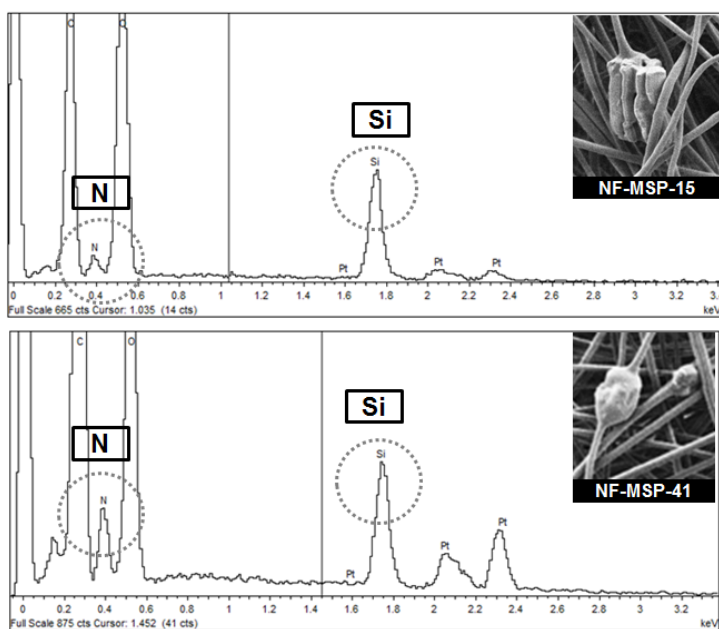 C
O
Si
Si
NF-MSP-15
N
N
Pt
Pt
Pt
0 0.2 0.4 0.6 0.8 1 1.2 1.4 1.6 1.8 2 2.2 2.4 2.6 2.8 3 3.2 3.4
Full Scale 665 cts Cursor: 1.035 (14 cts)
keV
C
O
Si
N
Si
NF-MSP-41
N
Pt
Pt
Pt
0 0.2 0.4 0.6 0.8 1 1.2 1.4 1.6 1.8 2 2.2 2.4 2.6 2.8 3 3.2
Full Scale 875 cts Cursor: 1.452 (41 cts)
keV